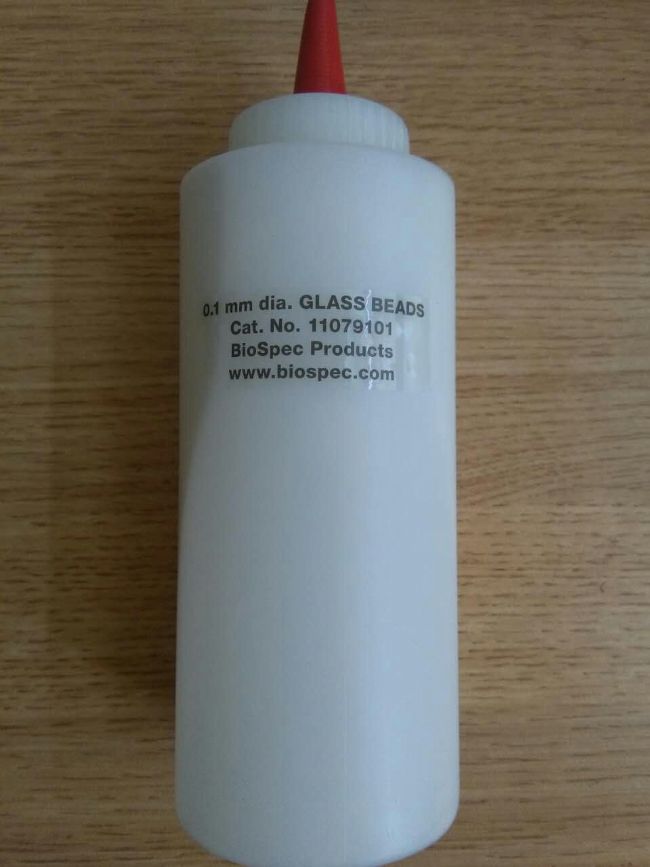 0.1 mm dia. GLASS BEADS
Cat. No. 11079101
BioSpec Products
www.biospec.com